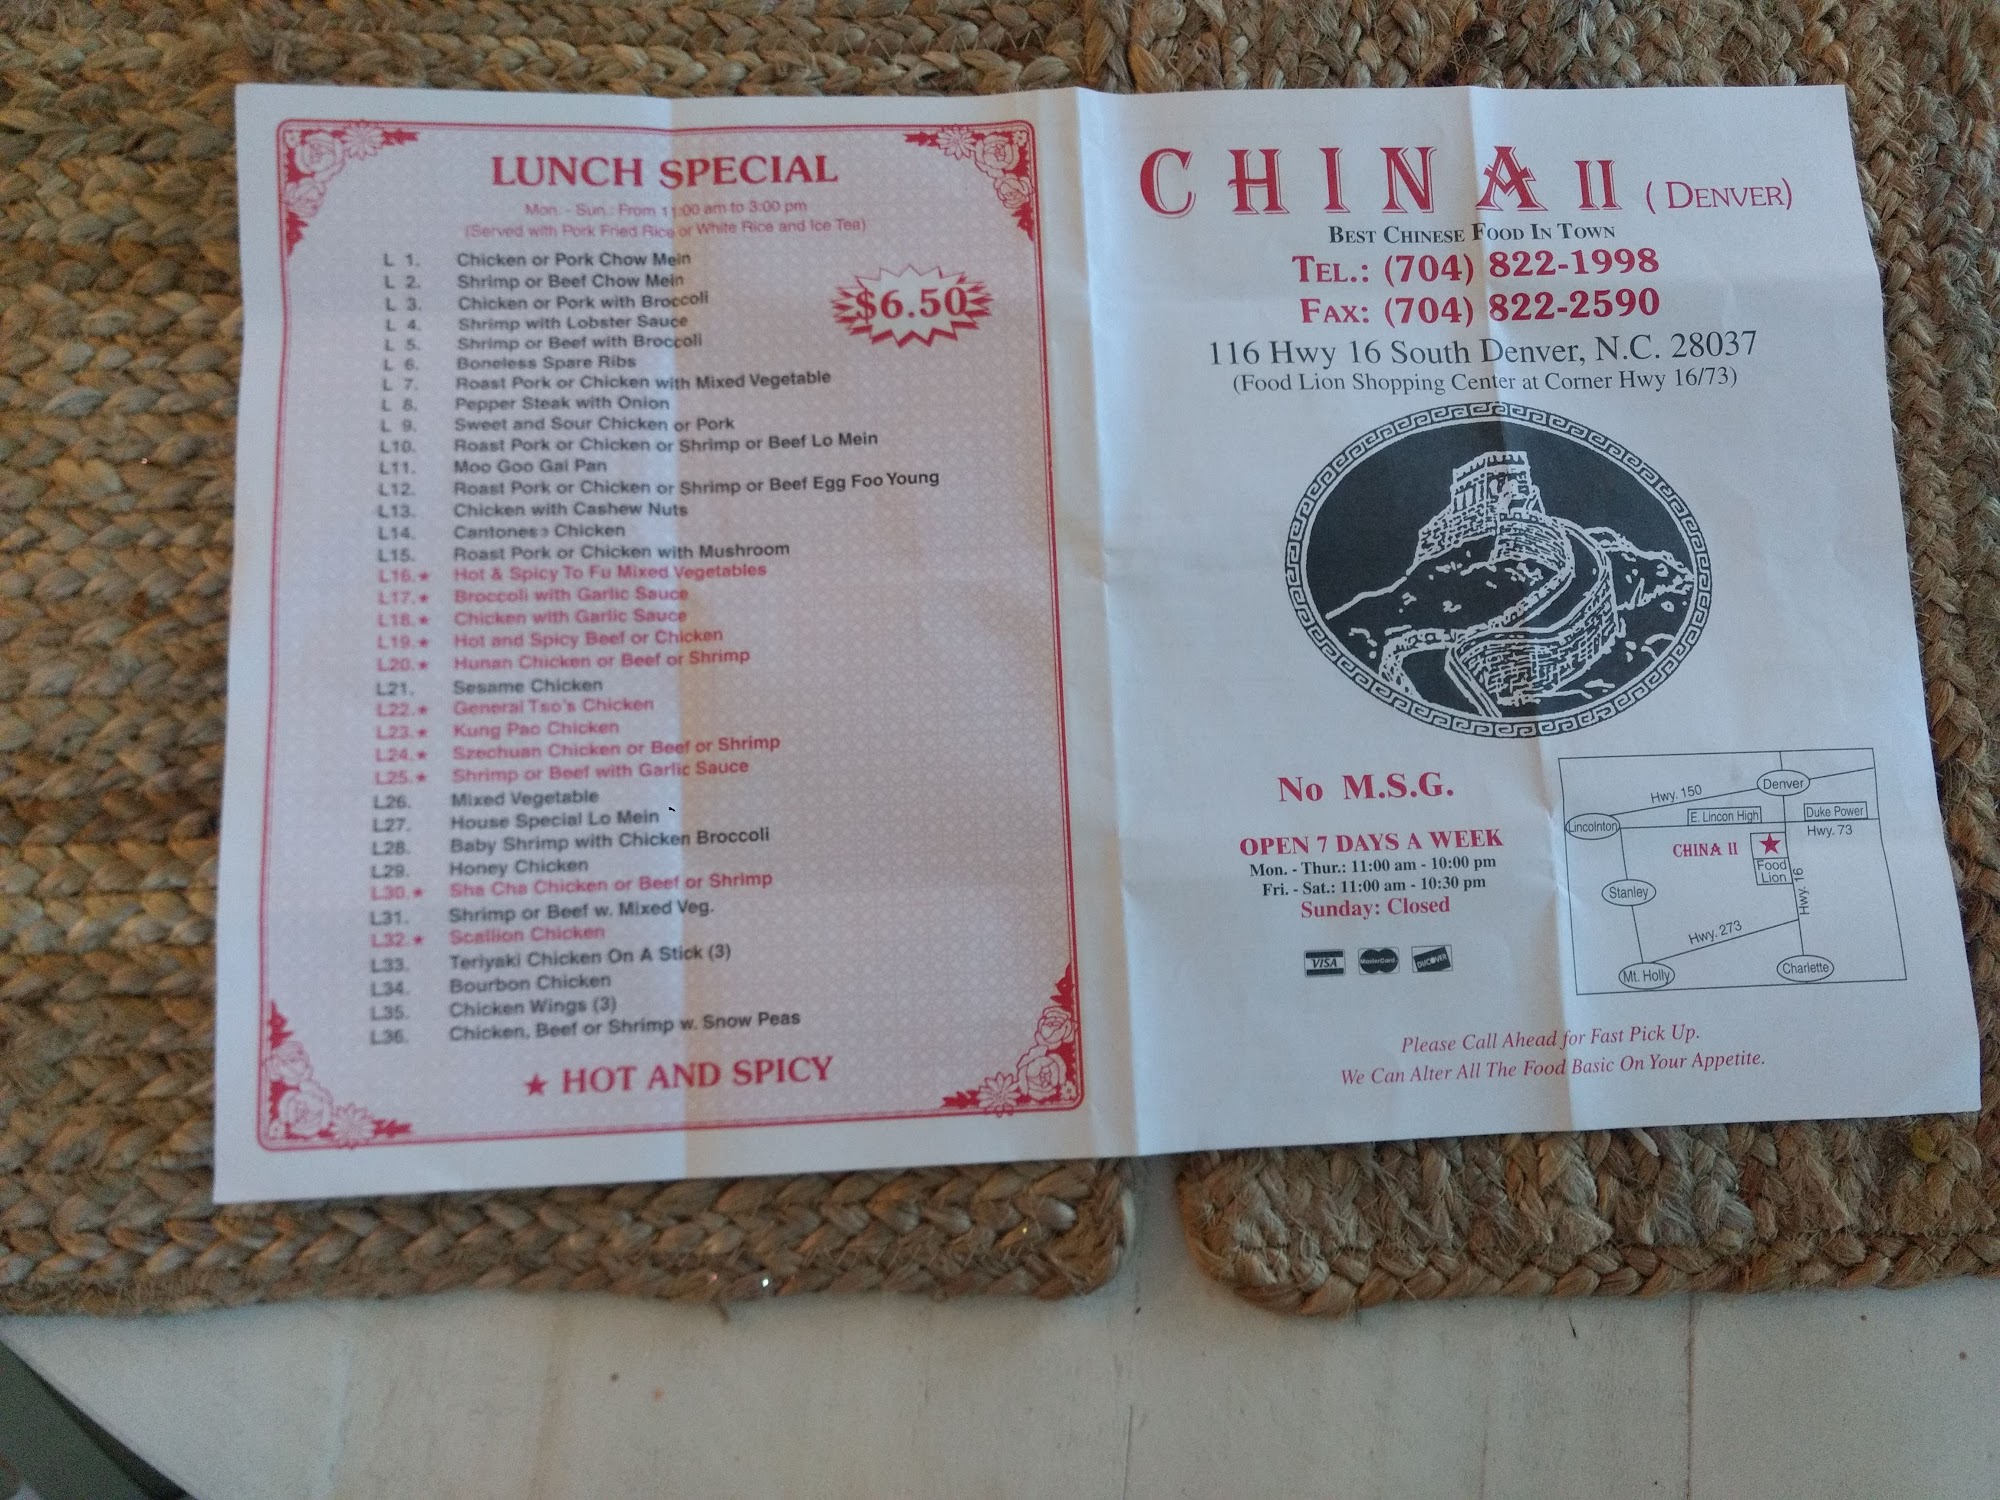 LUNCH SPECIAL
Mon. - Sun.: From 11:00 am to 3:00 pm
(Served with Pork Fried Rice or White Rice and Ice Tea)
$6.50
L 1. Chicken or Pork Chow Mein
L 2. Shrimp or Beef Chow Mein
L 3. Chicken or Pork with Broccoli
L 4. Shrimp with Lobster Sauce
L 5. Shrimp or Beef with Broccoli
L 6. Boneless Spare Ribs
L 7. Roast Pork or Chicken with Mixed Vegetable
L 8. Pepper Steak with Onion
L 9. Sweet and Sour Chicken or Pork
L10. Roast Pork or Chicken or Shrimp or Beef Lo Mein
L11. Moo Goo Gai Pan
L12. Roast Pork or Chicken or Shrimp or Beef Egg Foo Young
L13. Chicken with Cashew Nuts
L14. Cantonese Chicken
L15. Roast Pork or Chicken with Mushroom
L16.★ Hot & Spicy To Fu Mixed Vegetables
L17.★ Broccoli with Garlic Sauce
L18.★ Chicken with Garlic Sauce
L19.★ Hot and Spicy Beef or Chicken
L20.★ Hunan Chicken or Beef or Shrimp
L21. Sesame Chicken
L22.★ General Tso's Chicken
L23.★ Kung Pao Chicken
L24.★ Szechuan Chicken or Beef or Shrimp
L25.★ Shrimp or Beef with Garlic Sauce
L26. Mixed Vegetable
L27. House Special Lo Mein
L28. Baby Shrimp with Chicken Broccoli
L29. Honey Chicken
L30.★ Sha Cha Chicken or Beef or Shrimp
L31. Shrimp or Beef w. Mixed Veg.
L32.★ Scallion Chicken
L33. Teriyaki Chicken On A Stick (3)
L34. Bourbon Chicken
L35. Chicken Wings (3)
L36. Chicken, Beef or Shrimp w. Snow Peas
★ HOT AND SPICY
CHINA II (DENVER)
BEST CHINESE FOOD IN TOWN
TEL.: (704) 822-1998
FAX: (704) 822-2590
116 Hwy 16 South Denver, N.C. 28037
(Food Lion Shopping Center at Corner Hwy 16/73)
No M.S.G.
OPEN 7 DAYS A WEEK
Mon. - Thur.: 11:00 am - 10:00 pm
Fri. - Sat.: 11:00 am - 10:30 pm
Sunday: Closed
VISA MasterCard DISCOVER
Denver
Hwy. 150
Lincolnton
E. Lincon High
Duke Power
Hwy. 73
CHINA II
Food
Lion
Stanley
Hwy. 16
Hwy. 273
Mt. Holly
Charlette
Please Call Ahead for Fast Pick Up.
We Can Alter All The Food Basic On Your Appetite.